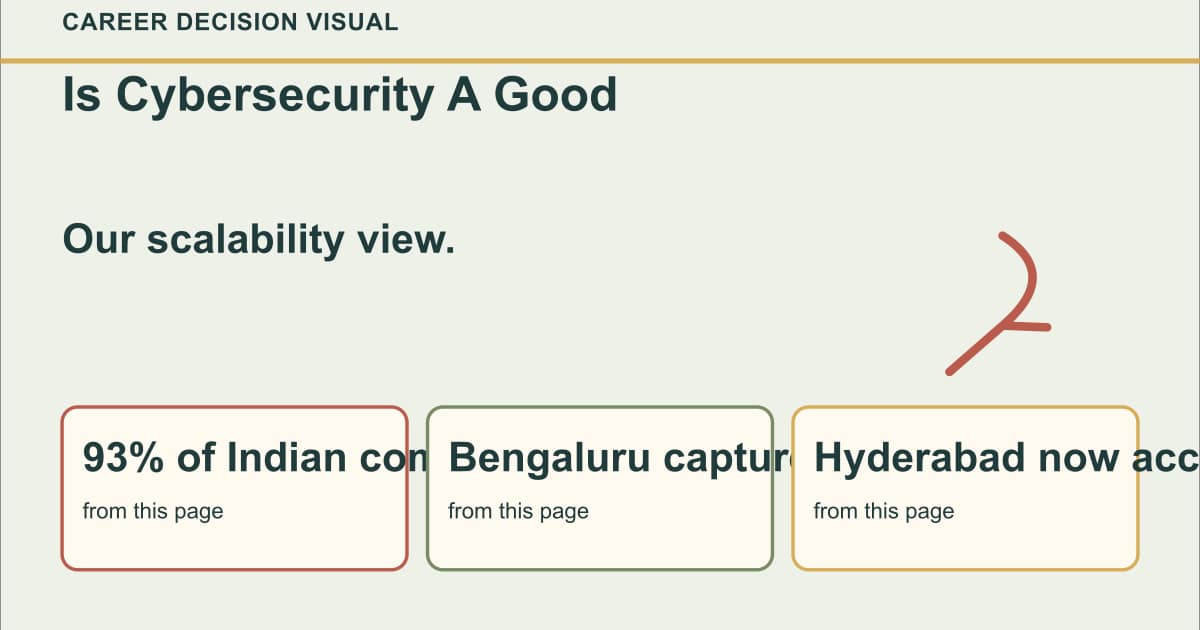 CAREER DECISION VISUAL
Is Cybersecurity A Good
Our scalability view.
93% of Indian con
from this page
Bengaluru captur
from this page
Hyderabad now acc
from this page